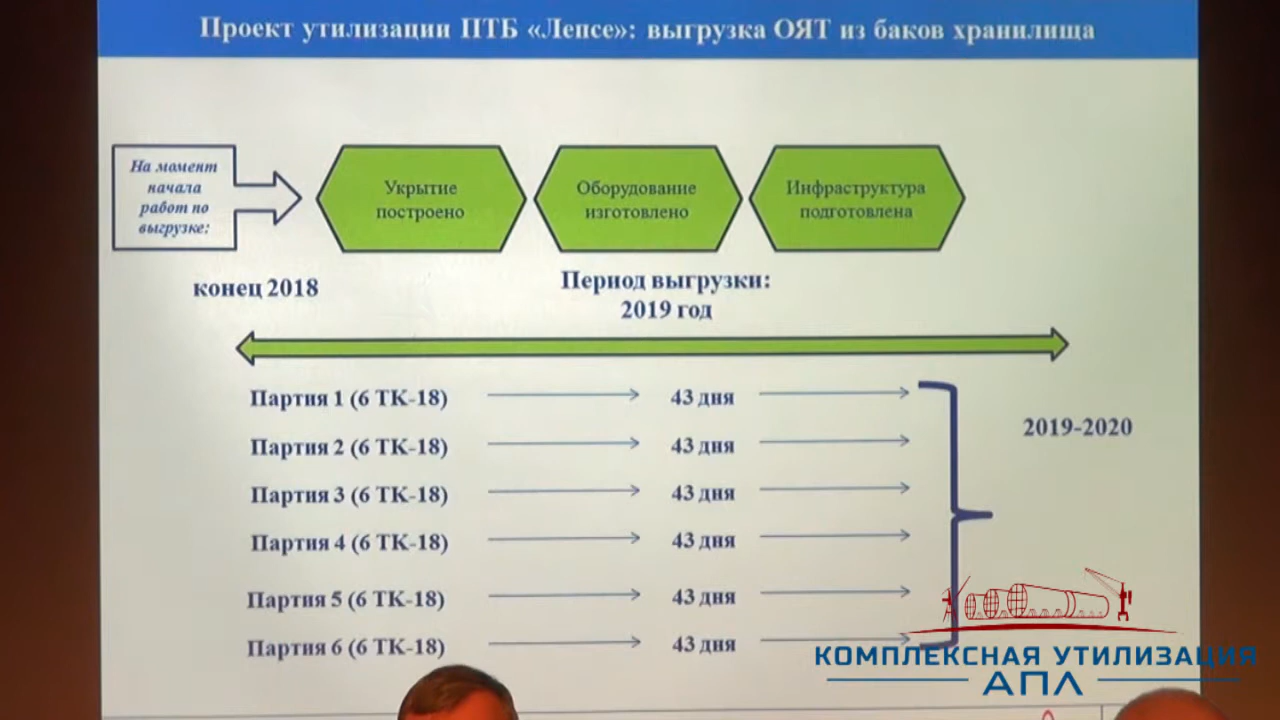 Проект утилизации ПТБ «Лепсе»: выгрузка ОЯТ из баков хранилища
На момент
начала
работ по
выгрузке:
Укрытие
построено
Оборудование
изготовлено
Инфраструктура
подготовлена
конец 2018
Период выгрузки:
2019 год
Партия 1 (6 ТК-18)
43 дня
Партия 2 (6 ТК-18)
43 дня
Партия 3 (6 ТК-18)
43 дня
Партия 4 (6 ТК-18)
43 дня
Партия 5 (6 ТК-18)
43 дня
Партия 6 (6 ТК-18)
43 дня
2019-2020
КОМПЛЕКСНАЯ УТИЛИЗАЦИЯ
АПЛ